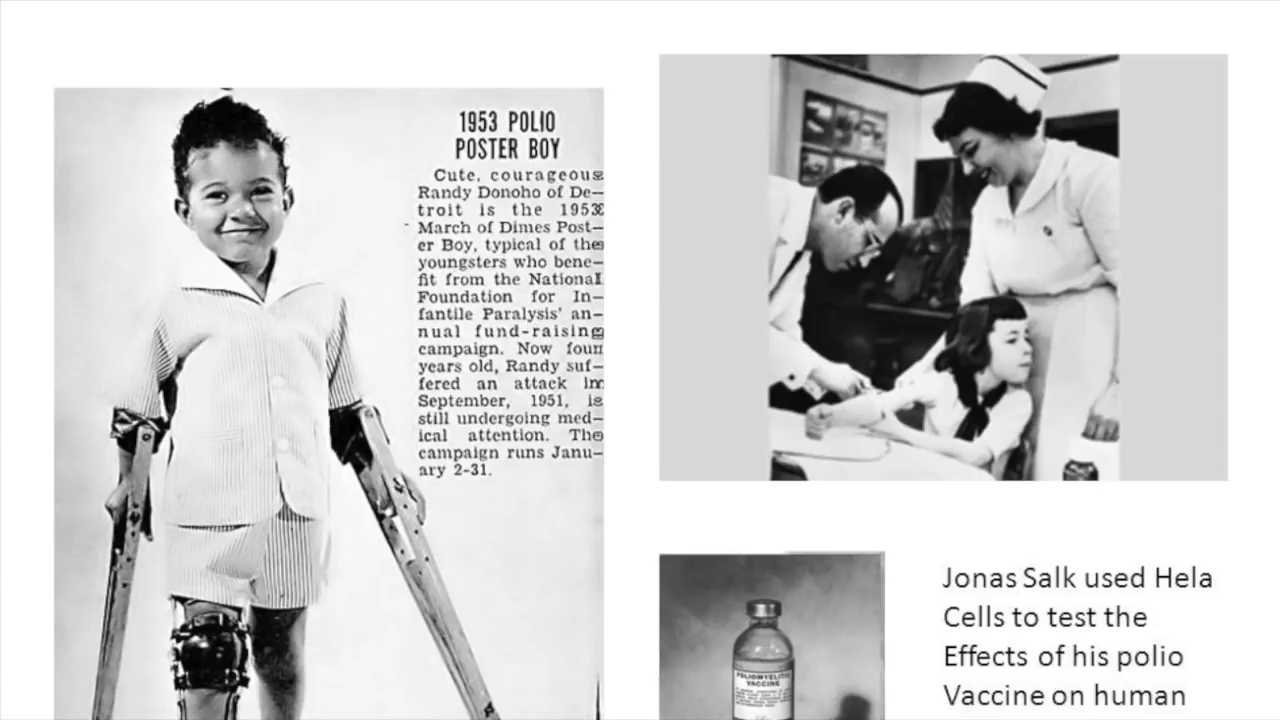 1953 POLIO
POSTER BOY
Cute, courageous
Randy Donoho of De-
troit is the 1953
March of Dimes Post-
er Boy, typical of the
youngsters who bene-
fit from the National
Foundation for In-
fantile Paralysis' an-
nual fund-raising
campaign. Now four
years old, Randy suf-
fered an attack in
September, 1951, is
still undergoing med-
ical attention. The
campaign runs Janu-
ary 2-31.
POLIOMYELITIS
VACCINE
Jonas Salk used Hela
Cells to test the
Effects of his polio
Vaccine on human